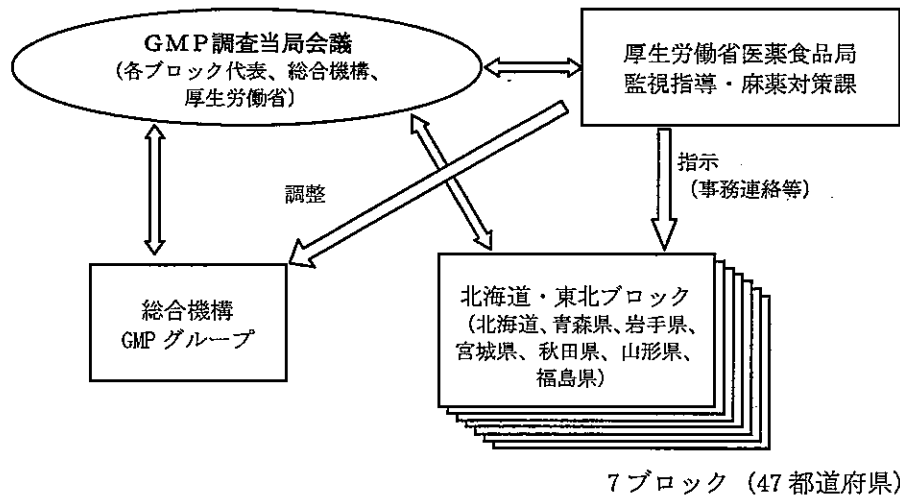 GMP調査当局会議
(各ブロック代表、総合機構、
厚生労働省)
厚生労働省医薬食品局
監視指導・麻薬対策課
指示
(事務連絡等)
調整
総合機構
GMPグループ
北海道・東北ブロック
(北海道、青森県、岩手県、
宮城県、秋田県、山形県、
福島県)
7ブロック (47都道府県)